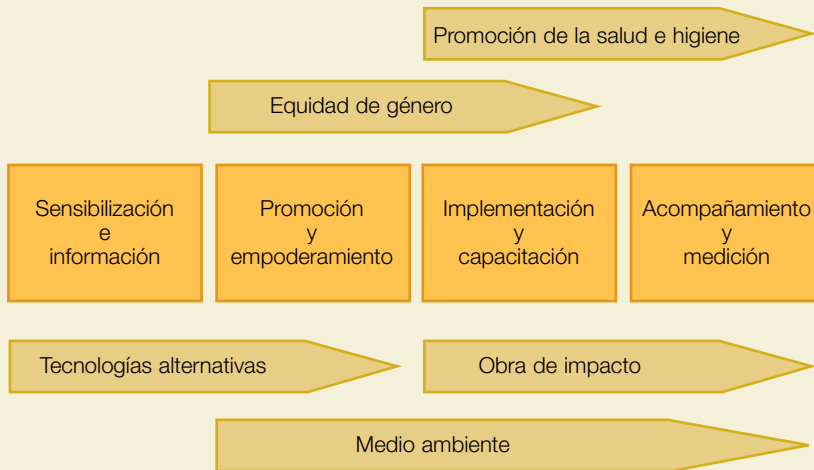 Promoción de la salud e higiene
Equidad de género
Sensibilización
e
información
Promoción
y
empoderamiento
Implementación
y
capacitación
Acompañamiento
y
medición
Tecnologías alternativas
Obra de impacto
Medio ambiente